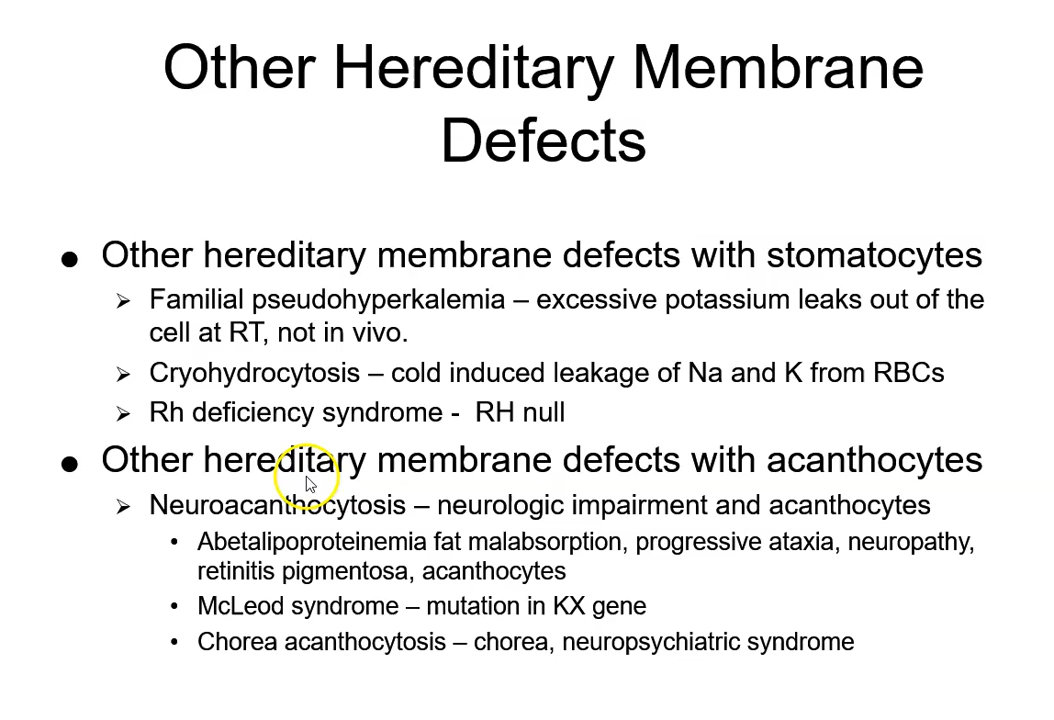 Other Hereditary Membrane
Defects
● Other hereditary membrane defects with stomatocytes
➢ Familial pseudohyperkalemia – excessive potassium leaks out of the
cell at RT, not in vivo.
➢ Cryohydrocytosis – cold induced leakage of Na and K from RBCs
➢ Rh deficiency syndrome - RH null
● Other hereditary membrane defects with acanthocytes
➢ Neuroacanthocytosis – neurologic impairment and acanthocytes
• Abetalipoproteinemia fat malabsorption, progressive ataxia, neuropathy,
retinitis pigmentosa, acanthocytes
• McLeod syndrome – mutation in KX gene
• Chorea acanthocytosis – chorea, neuropsychiatric syndrome